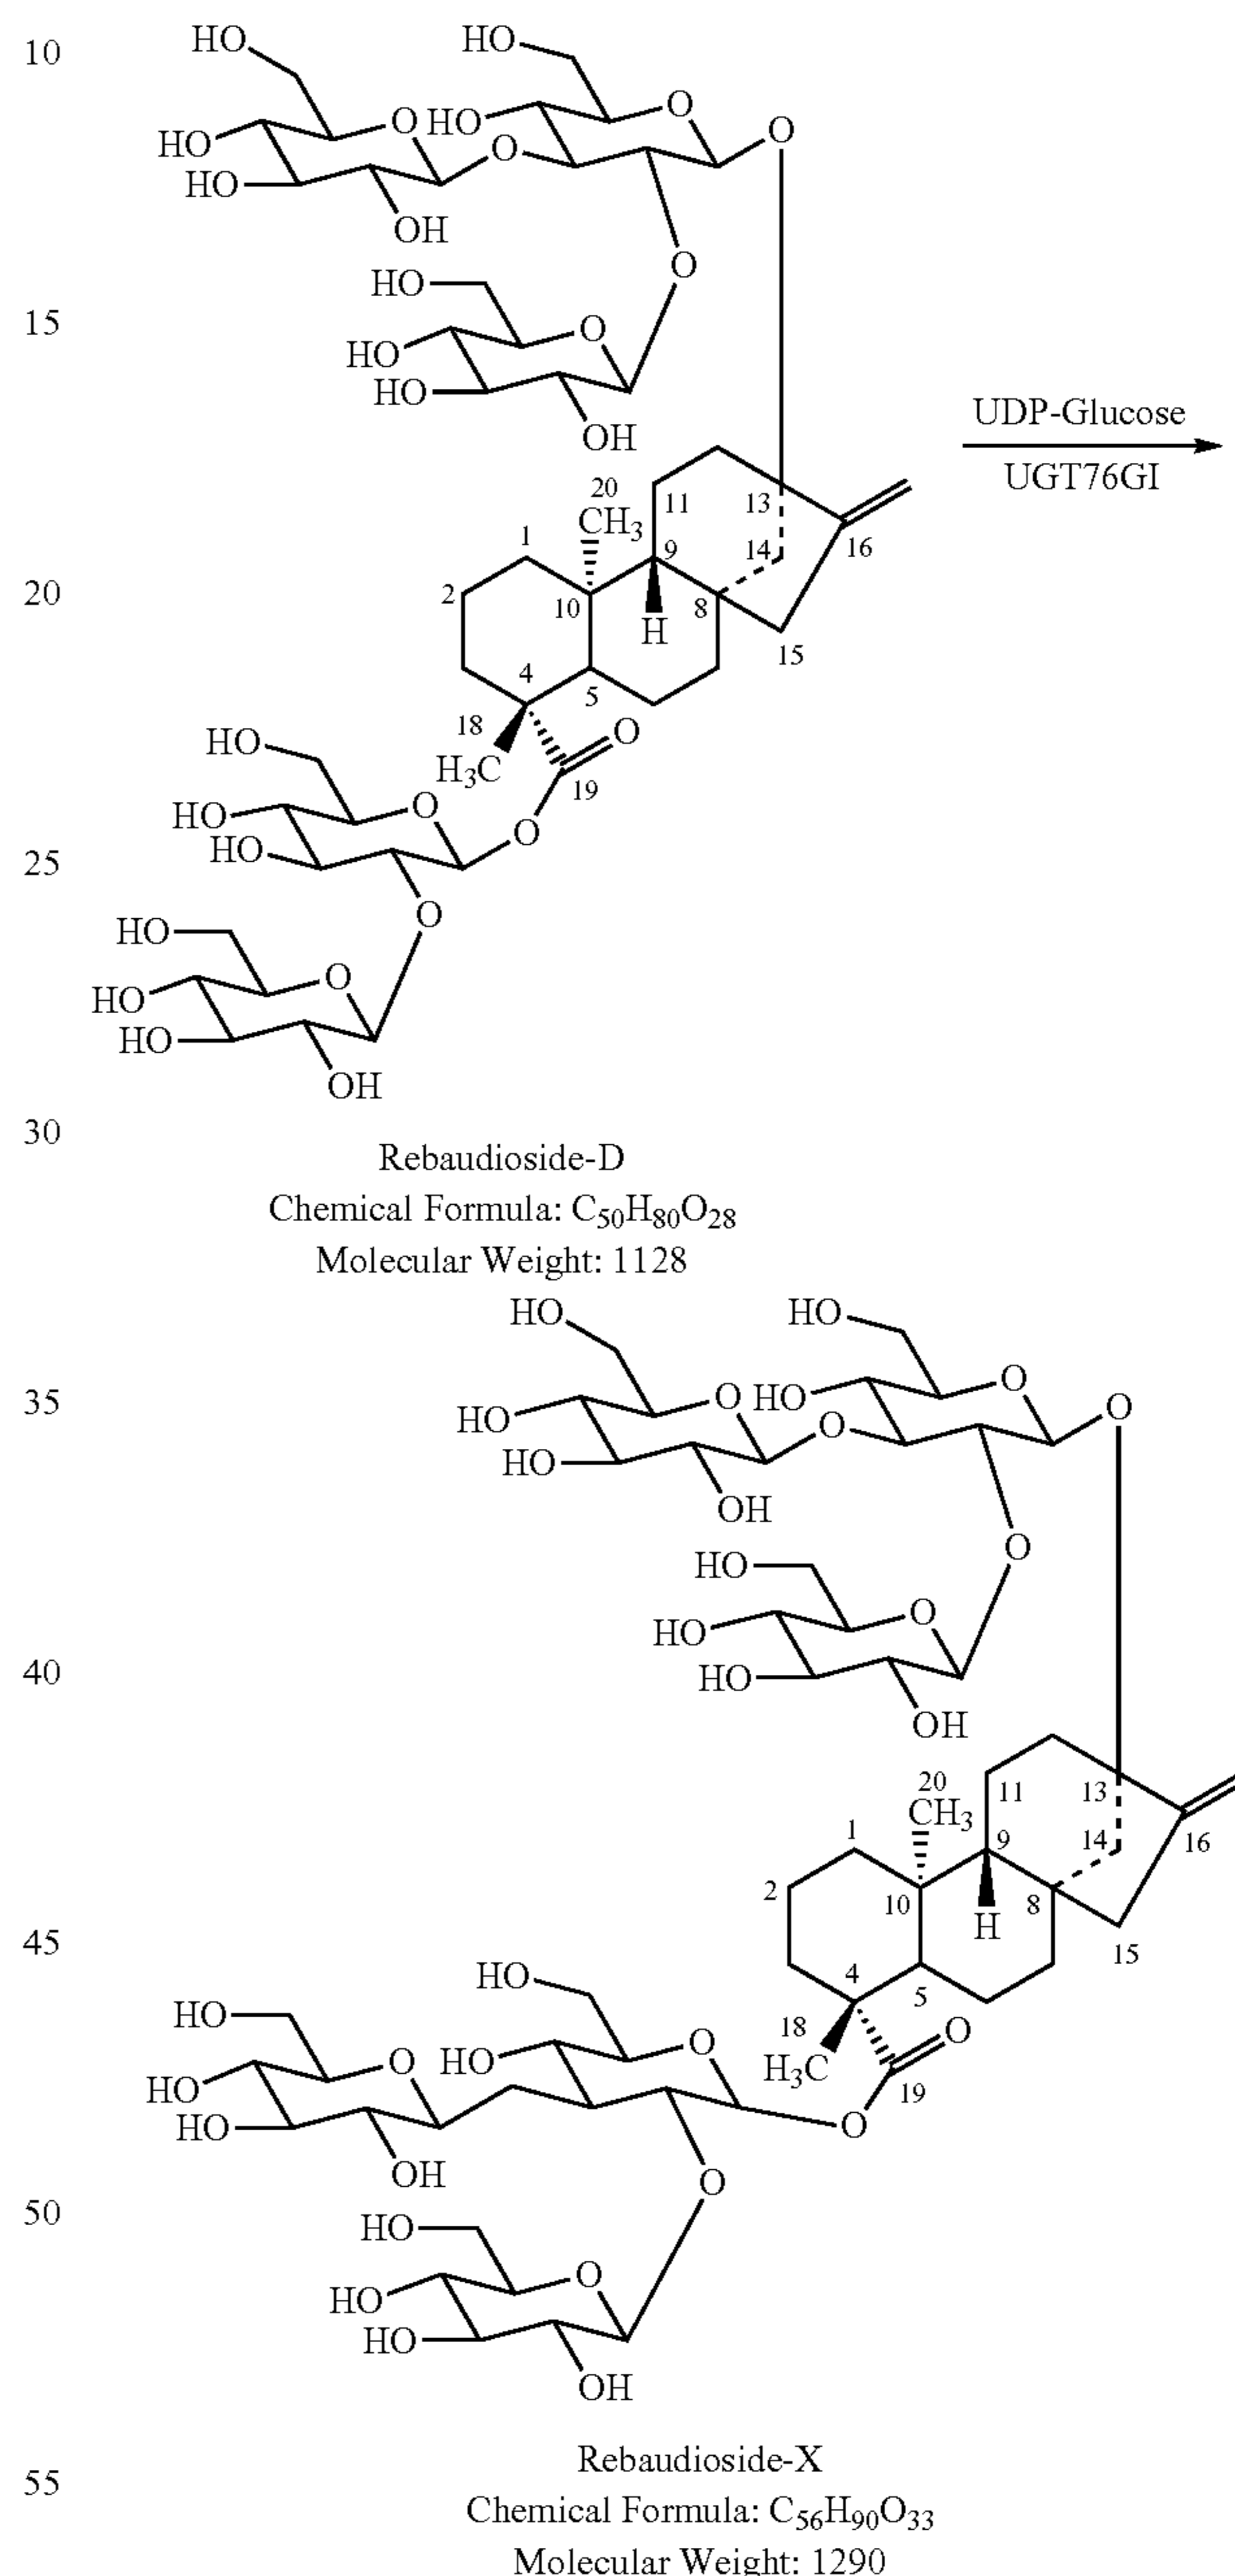 10
HO HO
HO O HO O O
HO O
HO
OH
O
HO
15
O
HO
HO
OH
UDP-Glucose
UGT76GI
20
CH3
11 13
1 14 16
9
20
2 10 8
H
15
4 5
18 O
HO H3C
19
O
HO O
HO
25
O
HO
O
HO
HO
OH
30
Rebaudioside-D
Chemical Formula: C50H80O28
Molecular Weight: 1128
HO HO
35
O HO O O
HO O
HO
OH
O
HO
O
HO
40
HO
OH
20
CH3 11 13
1 9 14 16
2 10 8
H
45
15
HO 4 5
HO 18 O
O HO O H3C
HO 19
HO O
OH O
50
HO
O
HO
HO
OH
Rebaudioside-X
55
Chemical Formula: C56H90O33
Molecular Weight: 1290